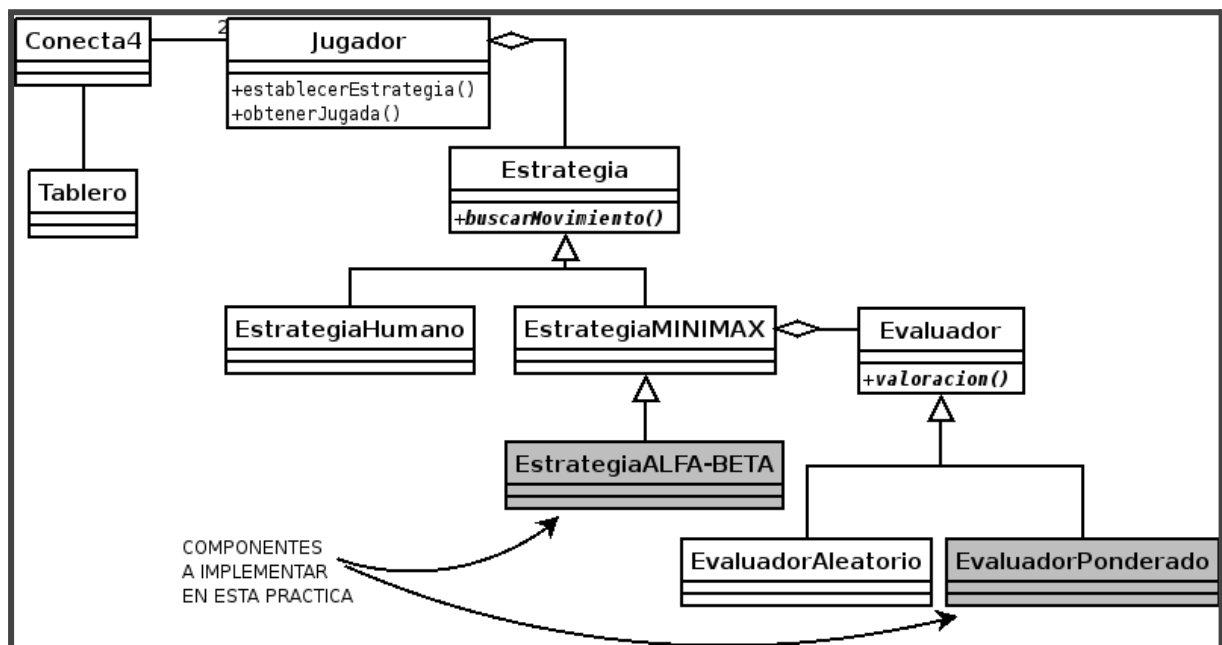 Conecta4
2
Jugador
+establecerEstrategia()
+obtenerJugada()
Tablero
Estrategia
+buscarMovimiento()
EstrategiaHumano
EstrategiaMINIMAX
Evaluador
+valoracion()
EstrategiaALFA-BETA
COMPONENTES
A IMPLEMENTAR
EN ESTA PRACTICA
EvaluadorAleatorio
EvaluadorPonderado